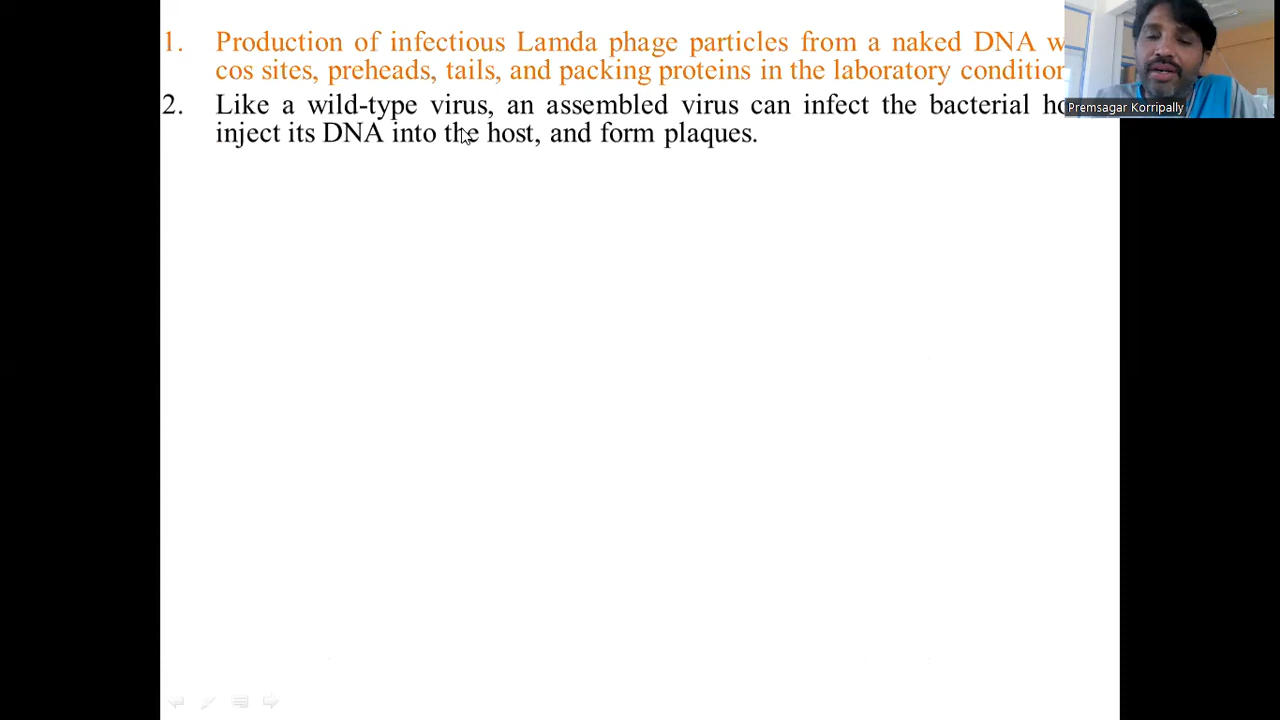 1. Production of infectious Lamda phage particles from a naked DNA
cos sites, preheads, tails, and packing proteins in the laboratory
2. Like a wild-type virus, an assembled virus can infect the bacterial
inject its DNA into the host, and form plaques.
Premsagar Korripally